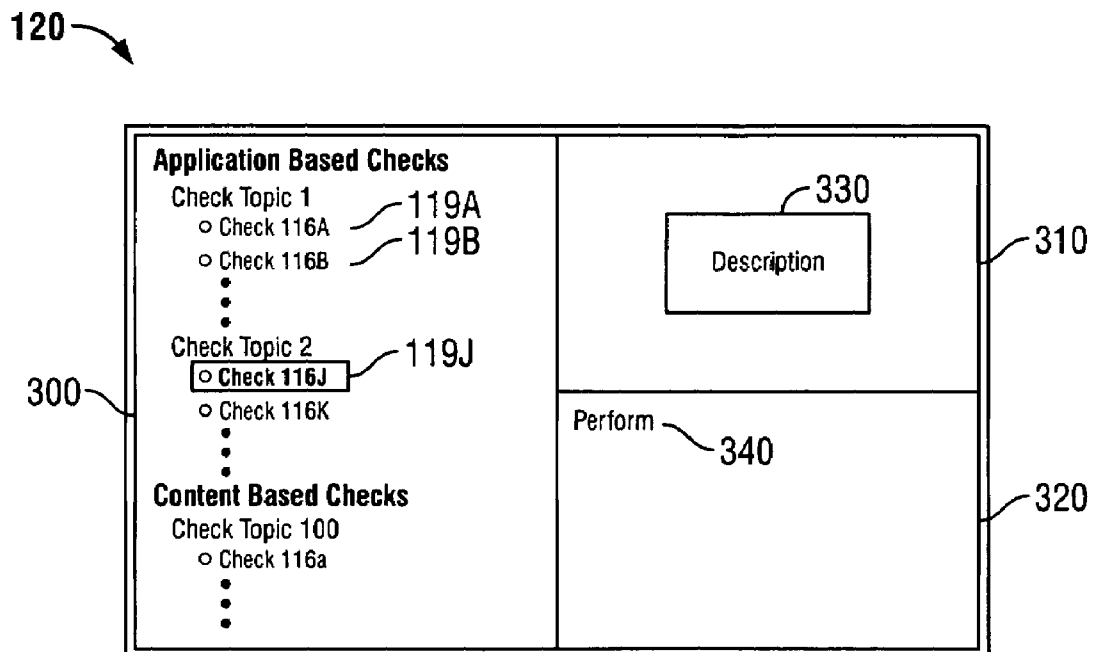 120
Application Based Checks
Check Topic 1
Check 116A 119A
Check 116B 119B
Check Topic 2
Check 116J 119J
Check 116K
300
Content Based Checks
Check Topic 100
Check 116a
330
Description
310
Perform 340
320